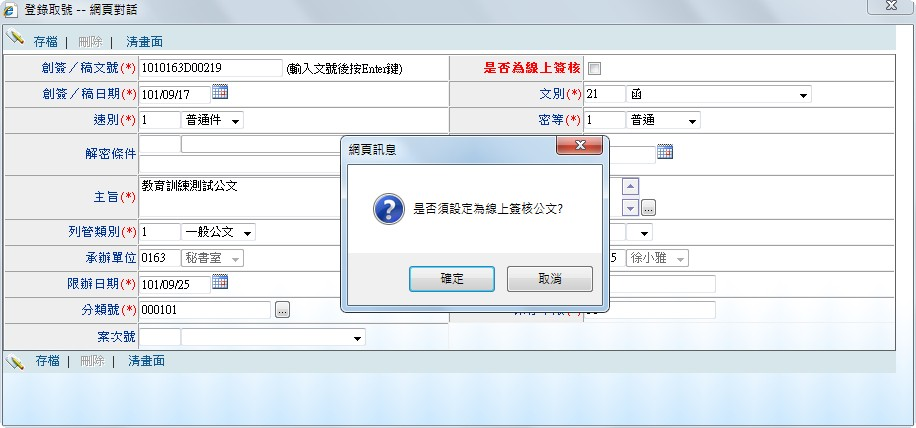 登錄取號 -- 網頁對話
存檔 | 刪除 | 清畫面
創簽／稿文號(*) 1010163D00219 (輸入文號後按Enter鍵) 是否為線上簽核
創簽／稿日期(*) 101/09/17 文別(*) 21 函
速別(*) 1 普通件 密等(*) 1 普通
解密條件
主旨(*) 教育訓練測試公文 ...
列管類別(*) 1 一般公文
承辦單位 0163 秘書室 徐小雅
限辦日期(*) 101/09/25
分類號(*) 000101 ...
案次號
存檔 | 刪除 | 清畫面
網頁訊息
是否須設定為線上簽核公文?
確定 取消